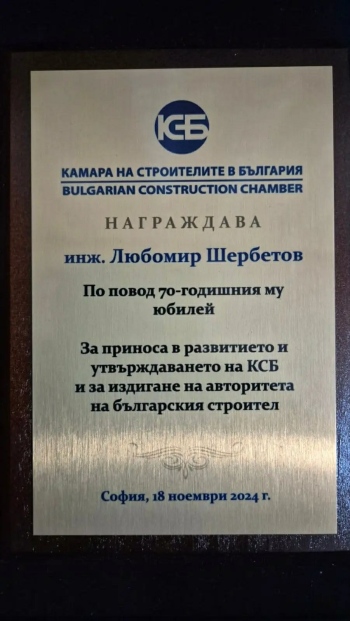 КСБ
КАМАРА НА СТРОИТЕЛИТЕ В БЪЛГАРИЯ
BULGARIAN CONSTRUCTION CHAMBER
НАГРАЖДАВА
инж. Любомир Шербетов
По повод 70-годишния му
юбилей
За приноса в развитието и
утвърждаването на КСБ
и за издигане на авторитета
на българския строител
София, 18 ноември 2024 г.